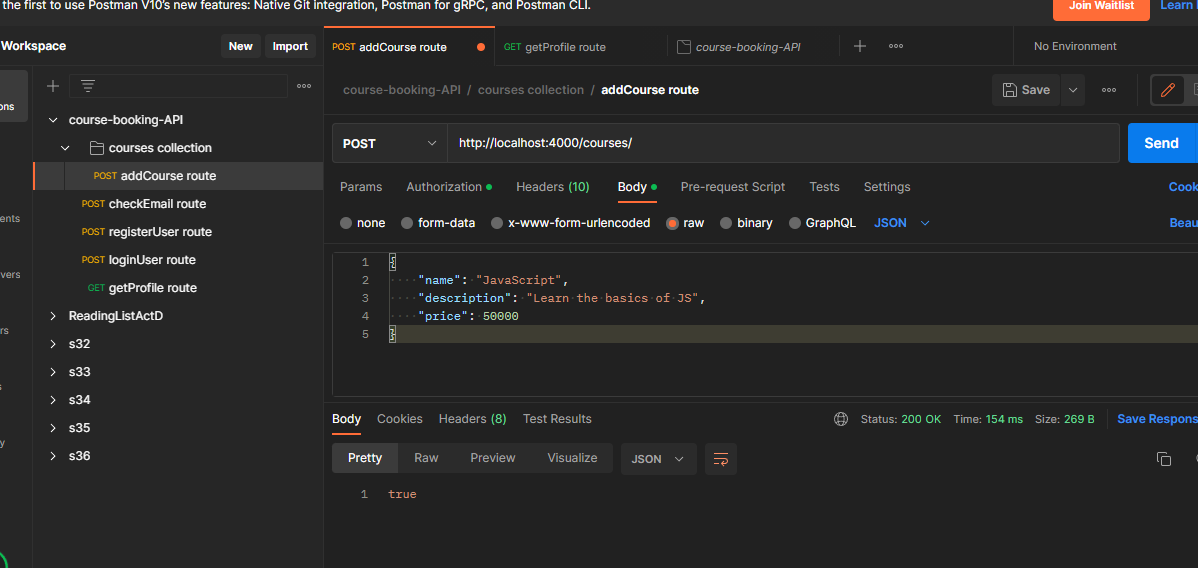 the first to use Postman V10's new features: Native Git integration, Postman for gRPC, and Postman CLI.
Join Waitlist
Learn
Workspace
New
Import
POST addCourse route
GET getProfile route
course-booking-API
No Environment
ons
course-booking-API / courses collection / addCourse route
Save
course-booking-API
courses collection
POST addCourse route
POST checkEmail route
POST registerUser route
POST loginUser route
GET getProfile route
ReadingListActD
s32
s33
s34
s35
s36
ents
vers
rs
s
y
POST
http://localhost:4000/courses/
Send
Params
Authorization
Headers (10)
Body
Pre-request Script
Tests
Settings
Cook
none
form-data
x-www-form-urlencoded
raw
binary
GraphQL
JSON
Beau
1 {
2 "name": "JavaScript",
3 "description": "Learn the basics of JS",
4 "price": 50000
5 }
Body
Cookies
Headers (8)
Test Results
Status: 200 OK
Time: 154 ms
Size: 269 B
Save Respons
Pretty
Raw
Preview
Visualize
JSON
1 true